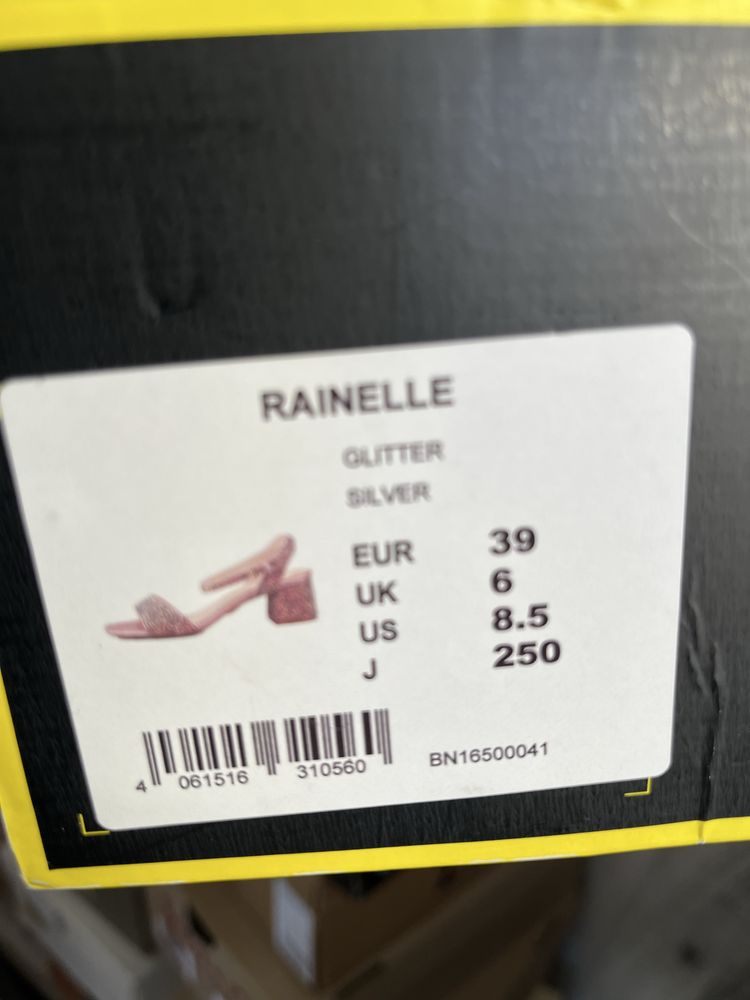 RAINELLE
GLITTER
SILVER
EUR 39
UK 6
US 8.5
J 250
4 061516 310560
BN16500041